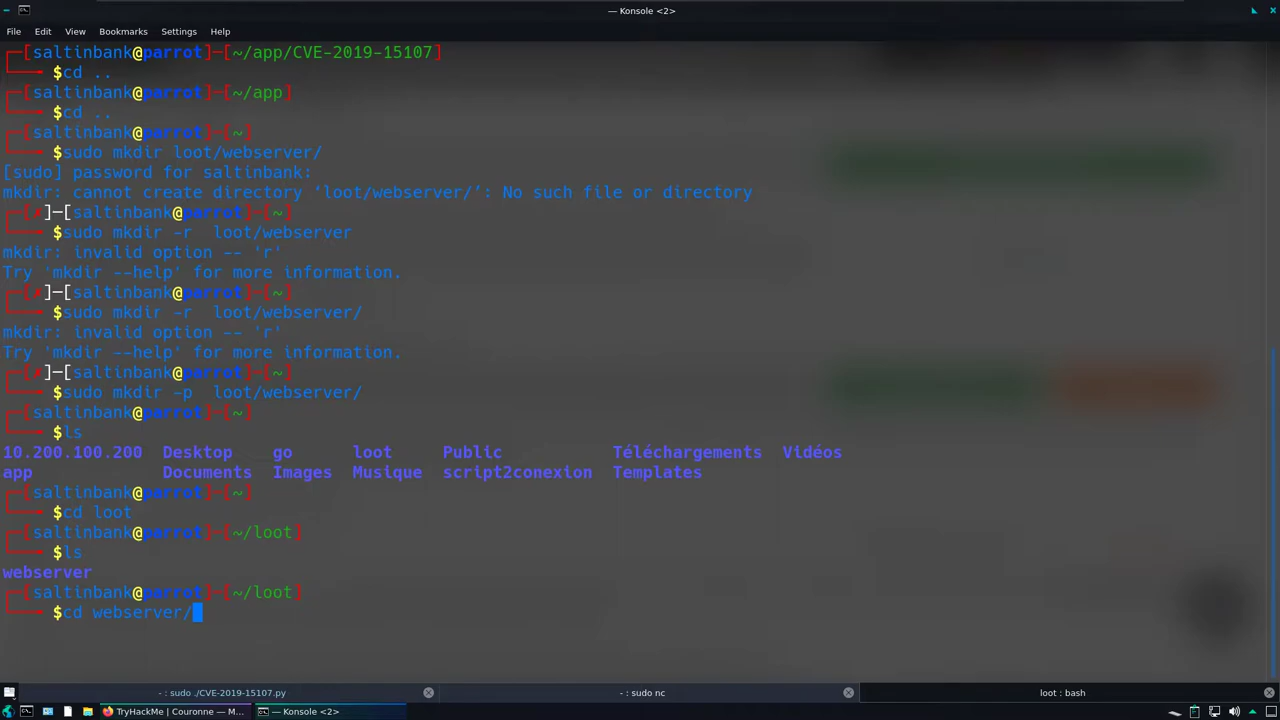 — Konsole <2>
File Edit View Bookmarks Settings Help
┌─[saltinbank@parrot]─[~/app/CVE-2019-15107]
└──╼ $cd ..
┌─[saltinbank@parrot]─[~/app]
└──╼ $cd ..
┌─[saltinbank@parrot]─[~]
└──╼ $sudo mkdir loot/webserver/
[sudo] password for saltinbank:
mkdir: cannot create directory ‘loot/webserver/’: No such file or directory
┌─[✗]─[saltinbank@parrot]─[~]
└──╼ $sudo mkdir -r  loot/webserver
mkdir: invalid option -- 'r'
Try 'mkdir --help' for more information.
┌─[✗]─[saltinbank@parrot]─[~]
└──╼ $sudo mkdir -r  loot/webserver/
mkdir: invalid option -- 'r'
Try 'mkdir --help' for more information.
┌─[✗]─[saltinbank@parrot]─[~]
└──╼ $sudo mkdir -p  loot/webserver/
┌─[saltinbank@parrot]─[~]
└──╼ $ls
10.200.100.200  Desktop    go      loot     Public           Téléchargements  Vidéos
app             Documents  Images  Musique  script2conexion  Templates
┌─[saltinbank@parrot]─[~]
└──╼ $cd loot
┌─[saltinbank@parrot]─[~/loot]
└──╼ $ls
webserver
┌─[saltinbank@parrot]─[~/loot]
└──╼ $cd webserver/
- : sudo ./CVE-2019-15107.py - : sudo nc loot : bash
TryHackMe | Couronne — M... — Konsole <2>